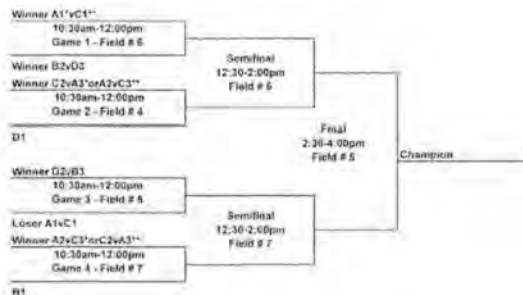 Winner A1*vC1**
10:30am-12:00pm
Game 1 - Field # 6
Winner B2vD3
Winner C2vA3*orA2vC3**
10:30am-12:00pm
Game 2 - Field # 4
D1
Semifinal
12:30-2:00pm
Field # 6
Final
2:30-4:00pm
Field # 5
Champion
Winner D2vB3
10:30am-12:00pm
Game 3 - Field # 5
Loser A1vC1
Winner A2vC3*orC2vA3**
10:30am-12:00pm
Game 4 - Field # 7
B1
Semifinal
12:30-2:00pm
Field # 7